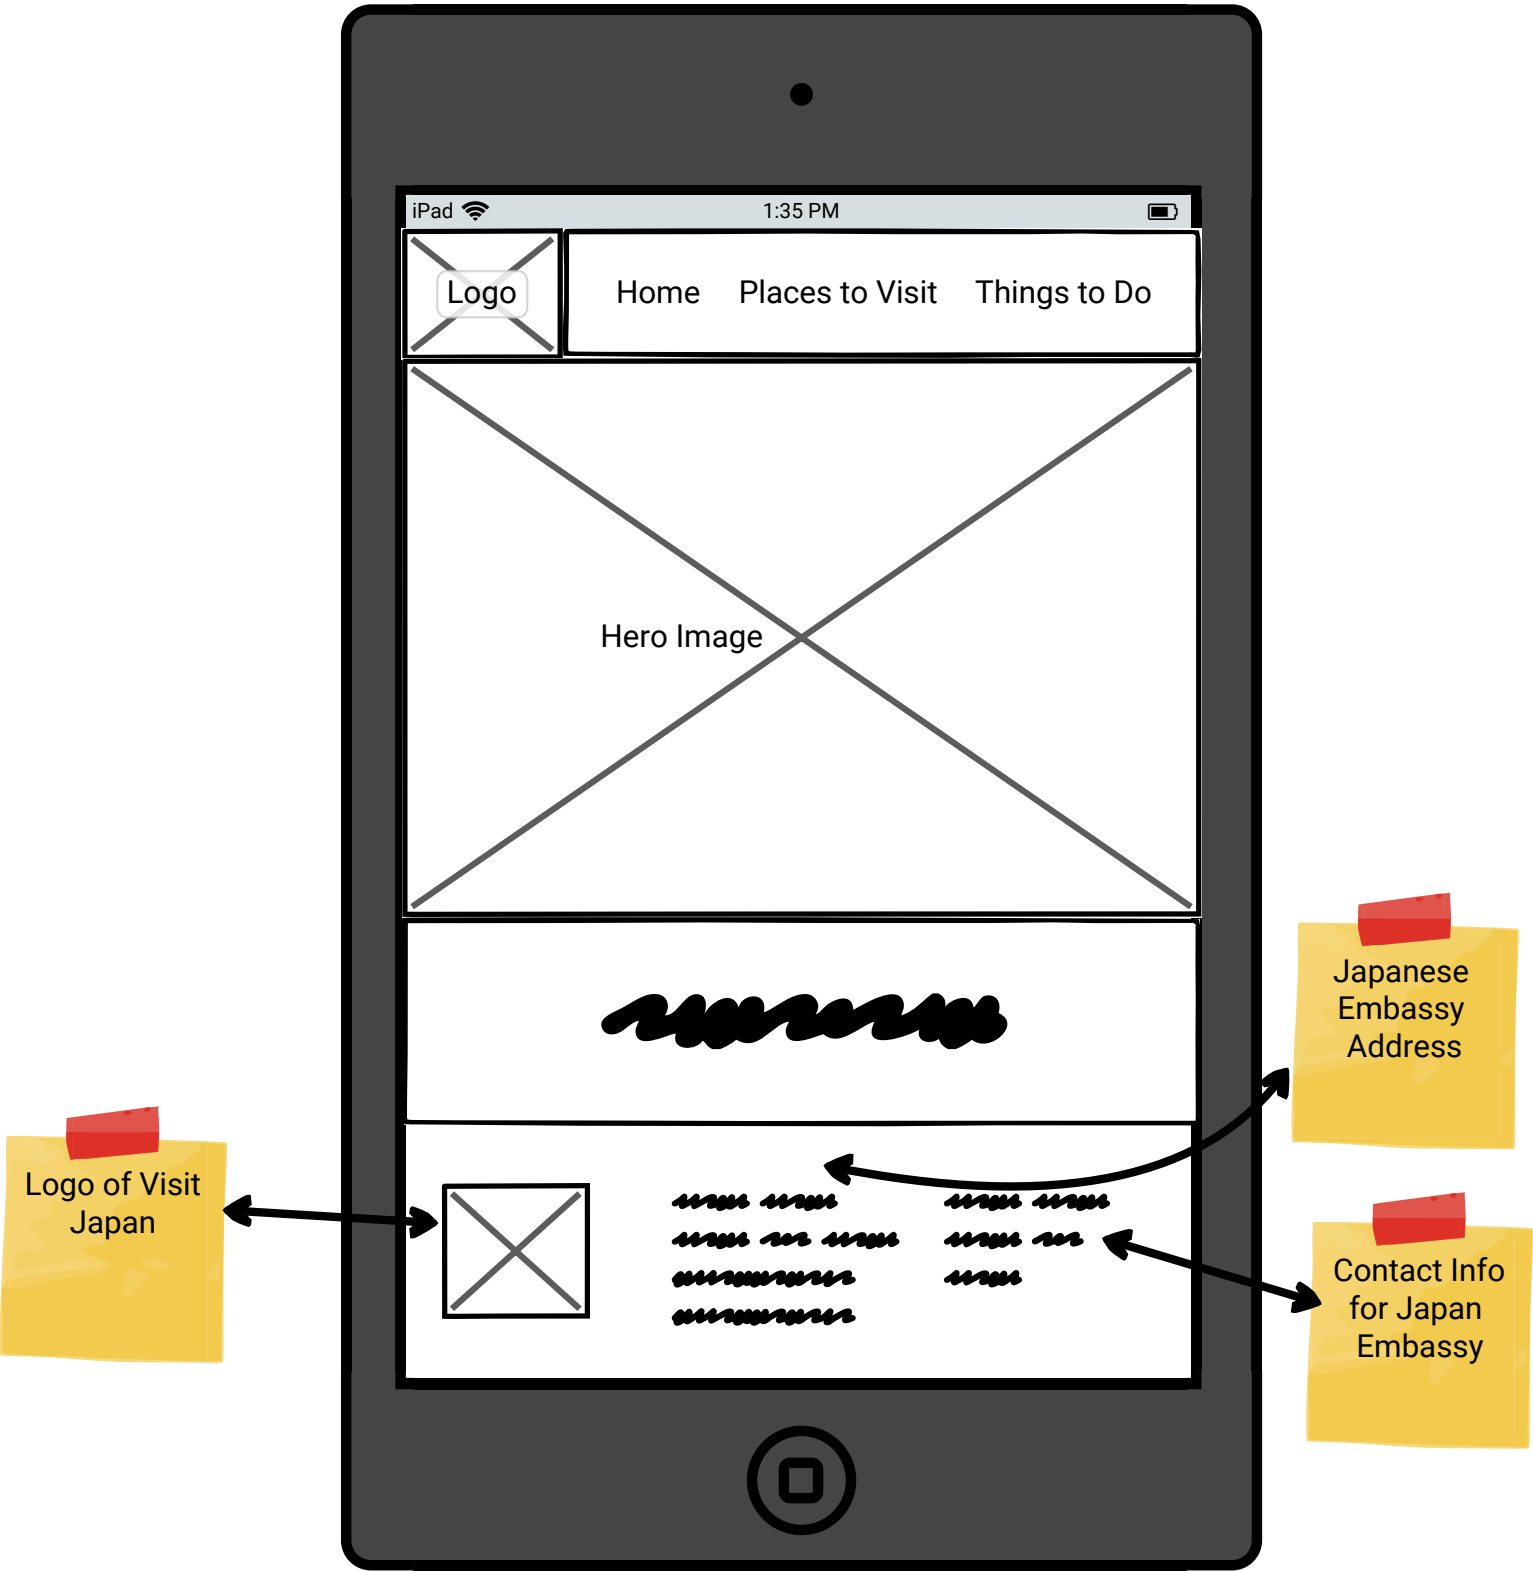 iPad
1:35 PM
Logo
Home Places to Visit Things to Do
Hero Image
Japanese
Embassy
Address
Logo of Visit
Japan
Contact Info
for Japan
Embassy